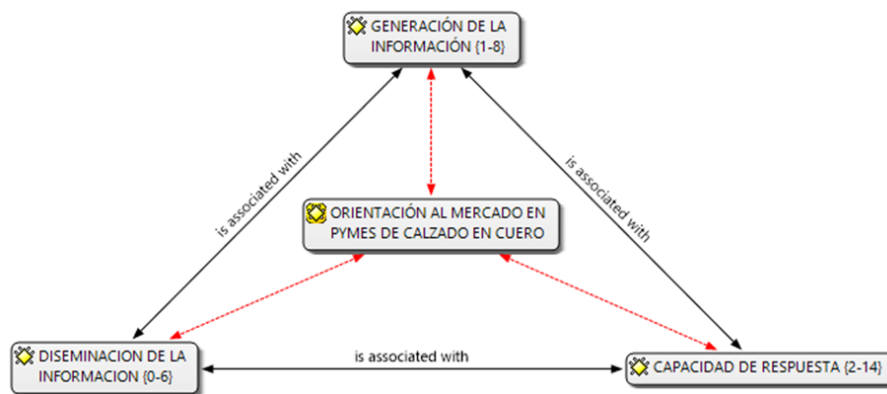 GENERACIÓN DE LA
INFORMACIÓN {1-8}
is associated with
is associated with
ORIENTACIÓN AL MERCADO EN
PYMES DE CALZADO EN CUERO
DISEMINACION DE LA
INFORMACION {0-6}
is associated with
CAPACIDAD DE RESPUESTA {2-14}